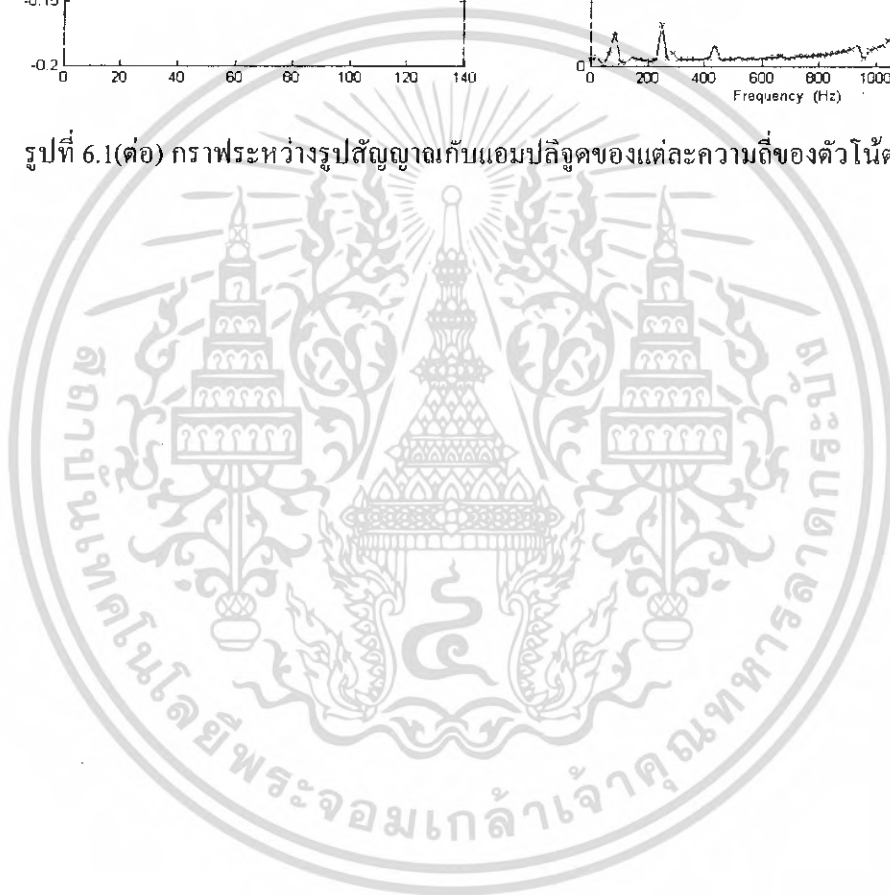 -0.15
-0.2
0 20 40 60 80 100 120 140
0
0 200 400 600 800 1000
Frequency (Hz)
รูปที่ 6.1(ต่อ) กราฟระหว่างรูปสัญญาณกับแอมปลิจูดของแต่ละความถี่ของตัวโน้ต
สถาบันเทคโนโลยีพระจอมเกล้าเจ้าคุณทหารลาดกระบัง